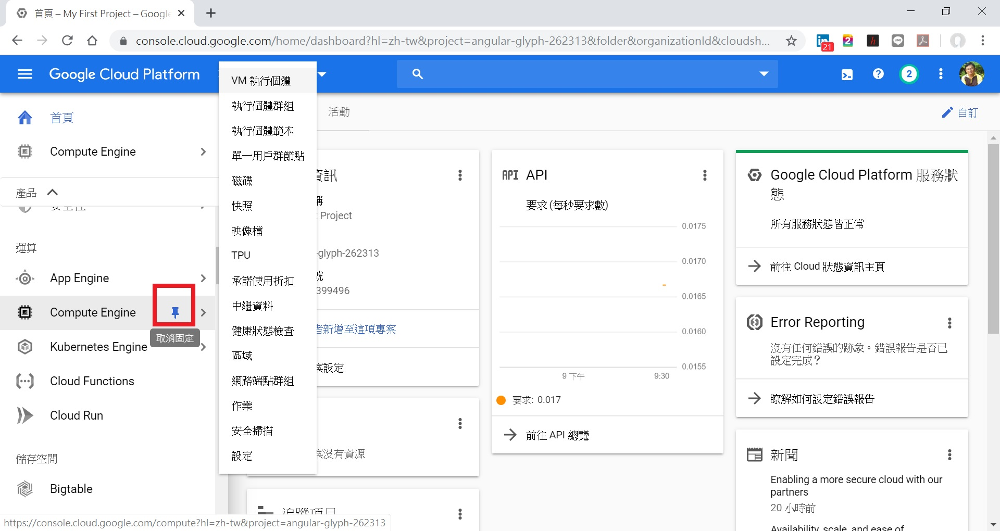 首頁 – My First Project – Google
console.cloud.google.com/home/dashboard?hl=zh-tw&project=angular-glyph-262313&folder&organizationId&cloudsh...
21
2
h
LINE
Google Cloud Platform
2
首頁
Compute Engine
產品
安全性
運算
App Engine
Compute Engine
取消固定
Kubernetes Engine
Cloud Functions
Cloud Run
儲存空間
Bigtable
VM 執行個體
執行個體群組
執行個體範本
單一用戶群節點
磁碟
快照
映像檔
TPU
承諾使用折扣
中繼資料
健康狀態檢查
區域
網路端點群組
作業
安全掃描
設定
活動
自訂
資訊
稱
Project
-glyph-262313
號
399496
者新增至這項專案
案設定
案沒有資源
追蹤項目
API API
要求 (每秒要求數)
0.0175
0.0170
0.0165
0.0160
0.0155
9 下午
9:30
要求: 0.017
前往 API 總覽
Google Cloud Platform 服務狀
態
所有服務狀態皆正常
前往 Cloud 狀態資訊主頁
Error Reporting
沒有任何錯誤的跡象。錯誤報告是否已
設定完成？
瞭解如何設定錯誤報告
新聞
Enabling a more secure cloud with our
partners
20 小時前
Availability, scale, and ease of
https://console.cloud.google.com/compute?hl=zh-tw&project=angular-glyph-262313